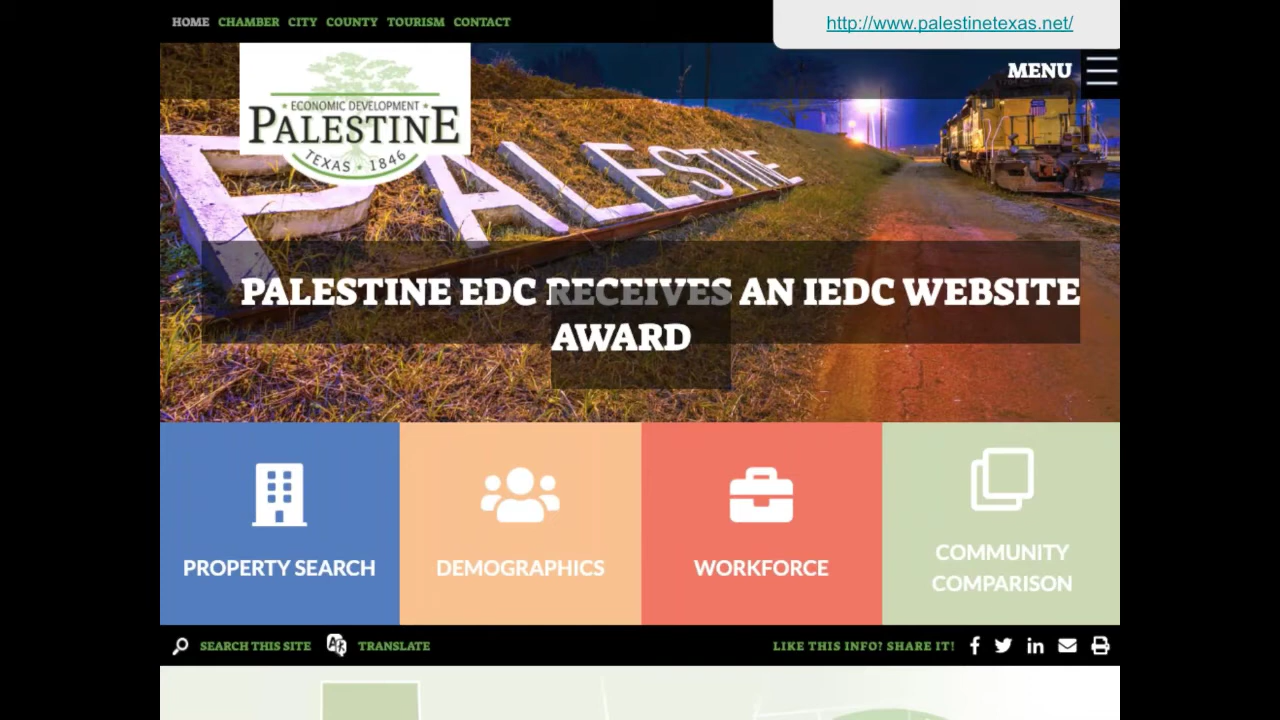 HOME CHAMBER CITY COUNTY TOURISM CONTACT
http://www.palestinetexas.net/
MENU
ECONOMIC DEVELOPMENT
PALESTINE
TEXAS • 1846
PALESTINE
PALESTINE EDC RECEIVES AN IEDC WEBSITE
AWARD
PROPERTY SEARCH
DEMOGRAPHICS
WORKFORCE
COMMUNITY
COMPARISON
SEARCH THIS SITE
TRANSLATE
LIKE THIS INFO? SHARE IT!